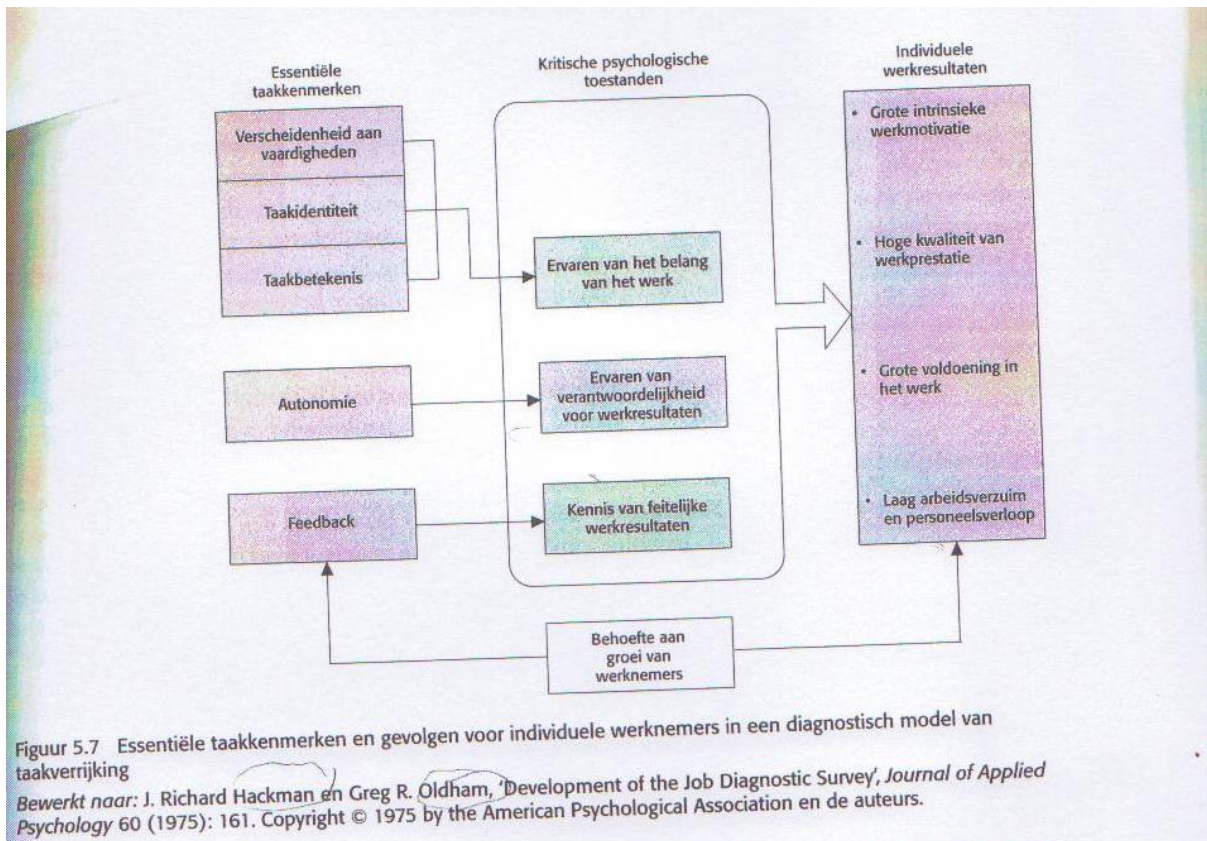 Essentiële
taakkenmerken
Verscheidenheid aan
vaardigheden
Taakidentiteit
Taakbetekenis
Autonomie
Feedback
Kritische psychologische
toestanden
Ervaren van het belang
van het werk
Ervaren van
verantwoordelijkheid
voor werkresultaten
Kennis van feitelijke
werkresultaten
Behoefte aan
groei van
werknemers
Individuele
werkresultaten
• Grote intrinsieke
werkmotivatie
• Hoge kwaliteit van
werkprestatie
• Grote voldoening in
het werk
• Laag arbeidsverzuim
en personeelsverloop
Figuur 5.7 Essentiële taakkenmerken en gevolgen voor individuele werknemers in een diagnostisch model van
taakverrijking
Bewerkt naar: J. Richard Hackman en Greg R. Oldham, 'Development of the Job Diagnostic Survey', Journal of Applied
Psychology 60 (1975): 161. Copyright © 1975 by the American Psychological Association en de auteurs.